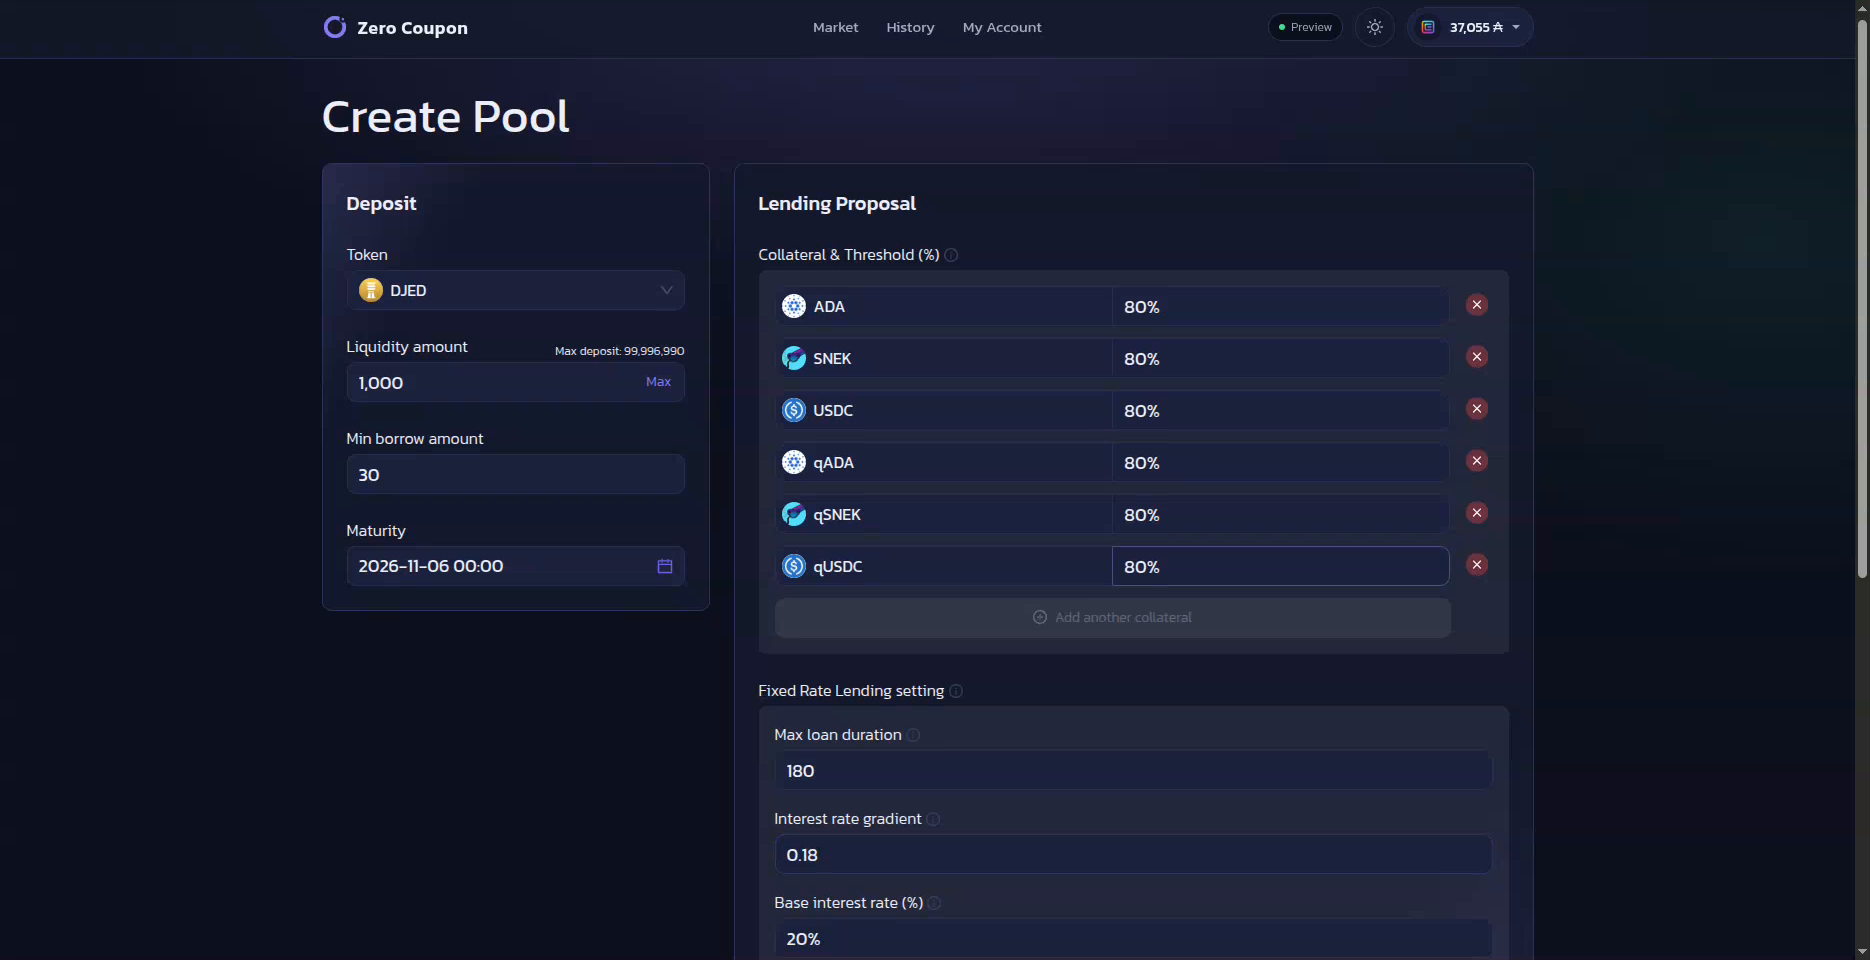 Zero Coupon
Market
History
My Account
Preview
37,055 ₳
Create Pool
Deposit
Token
DJED
Liquidity amount
Max deposit: 99,996,990
1,000
Max
Min borrow amount
30
Maturity
2026-11-06 00:00
Lending Proposal
Collateral & Threshold (%)
ADA
80%
SNEK
80%
USDC
80%
qADA
80%
qSNEK
80%
qUSDC
80%
Add another collateral
Fixed Rate Lending setting
Max loan duration
180
Interest rate gradient
0.18
Base interest rate (%)
20%